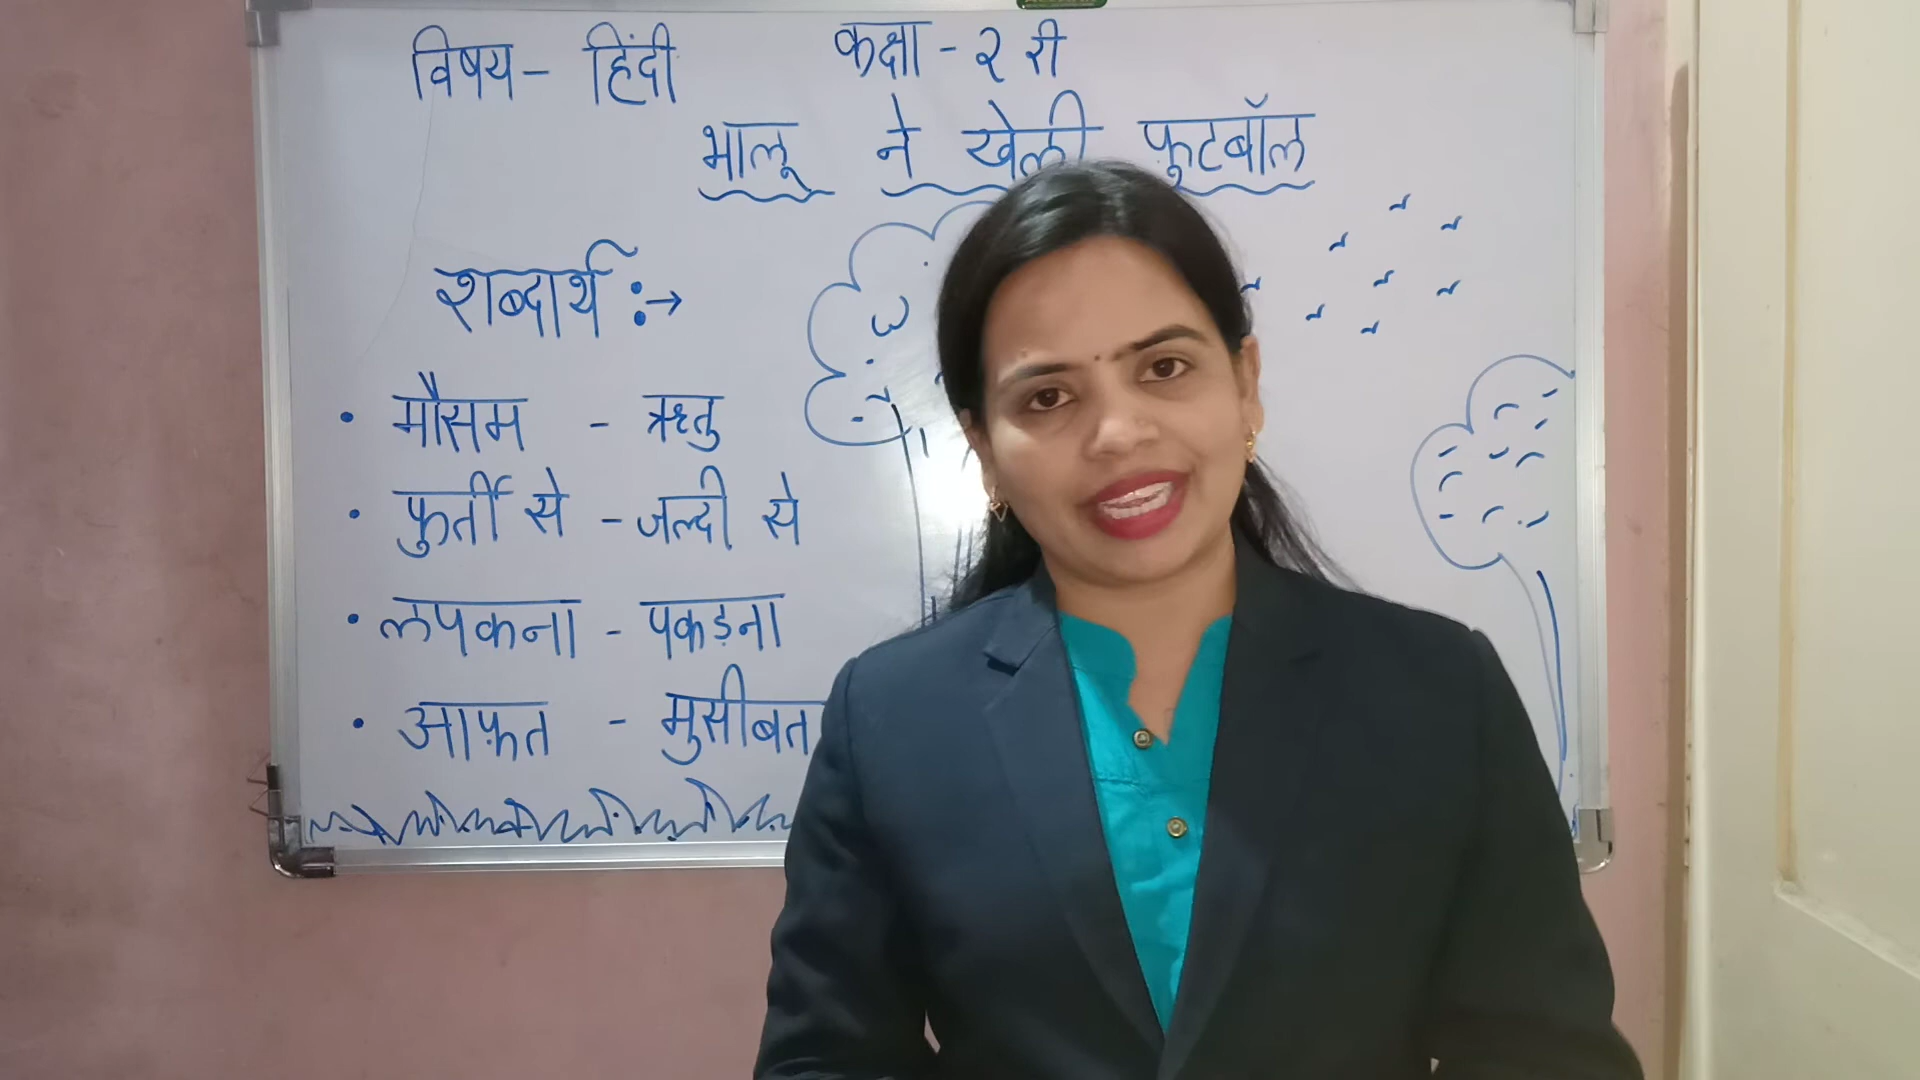 विषय- हिंदी कक्षा - २ री
भालू ने खेली फ़ुटबॉल
शब्दार्थ :→
• मौसम - ऋतु
• फुर्ती से - जल्दी से
• लपकना - पकड़ना
• आफ़त - मुसीबत